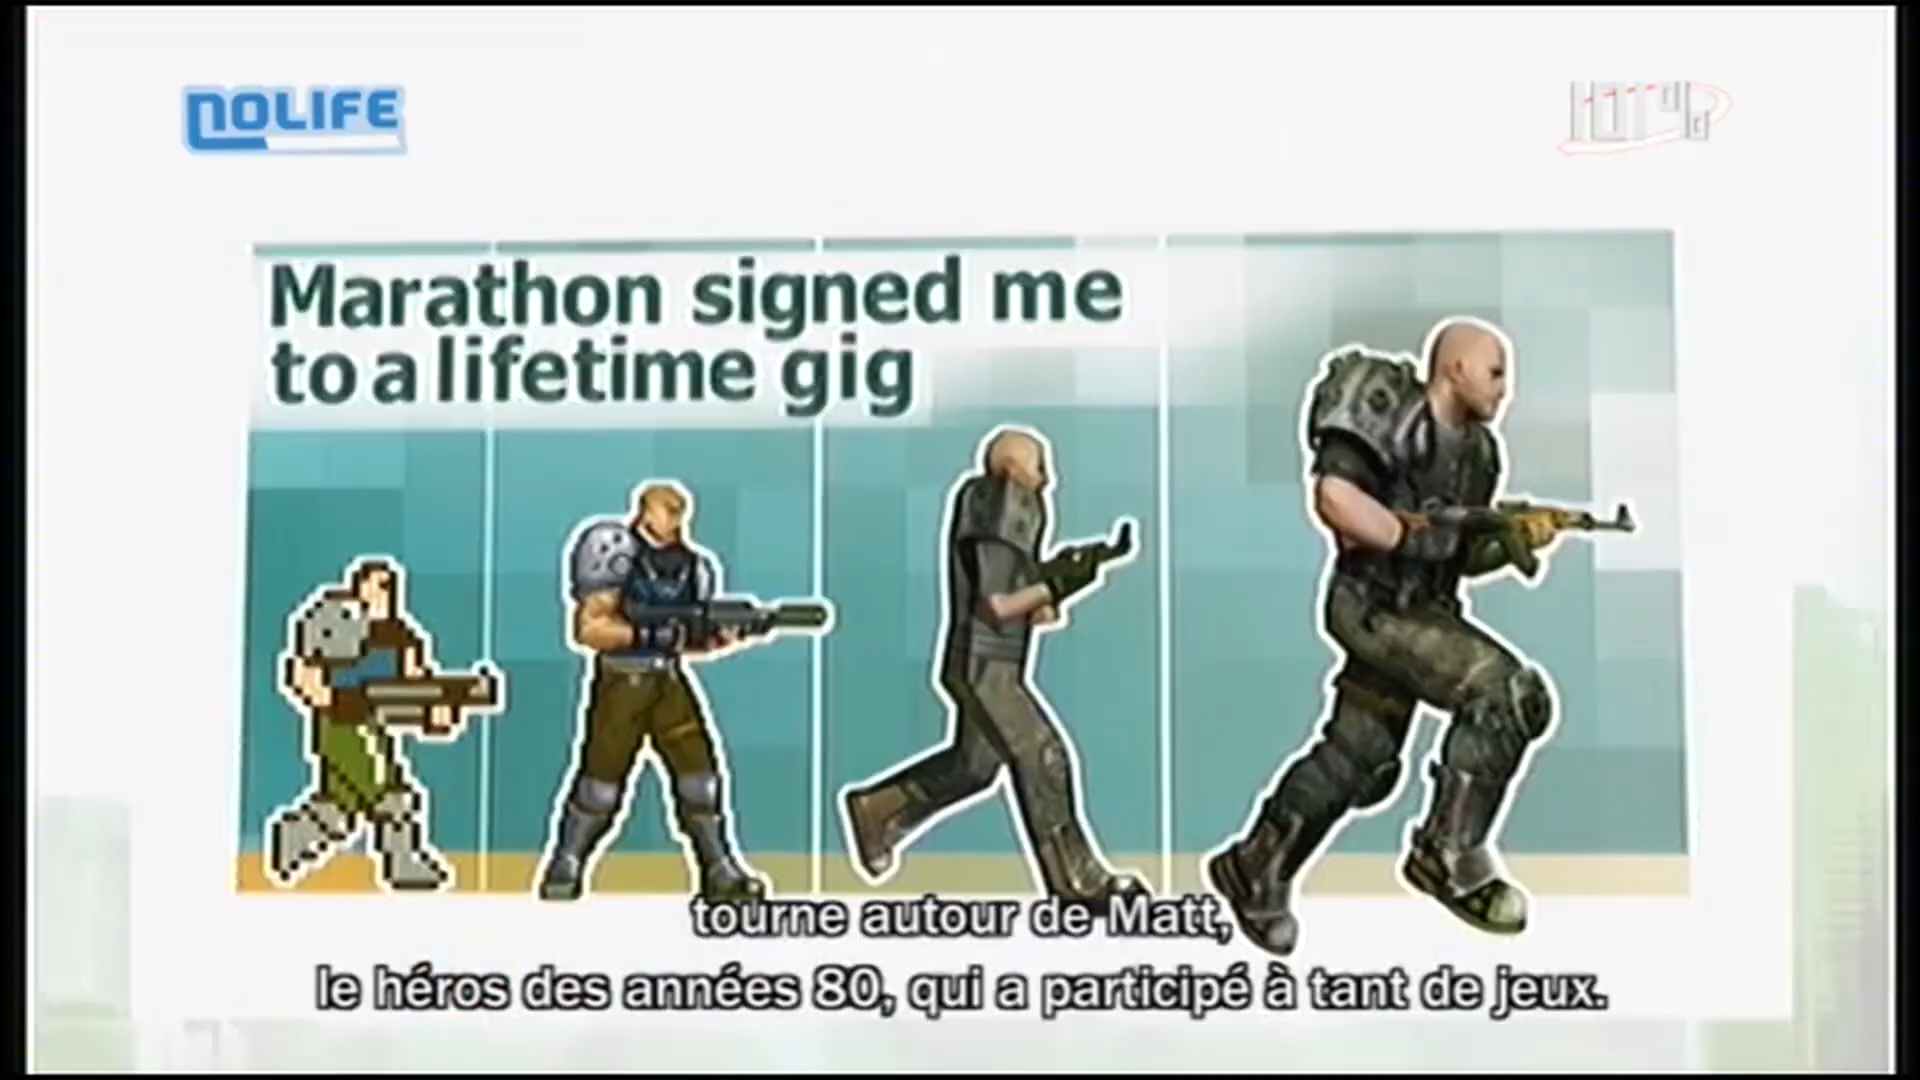 NOLIFE
101%
Marathon signed me
to a lifetime gig
tourne autour de Matt,
le héros des années 80, qui a participé à tant de jeux.